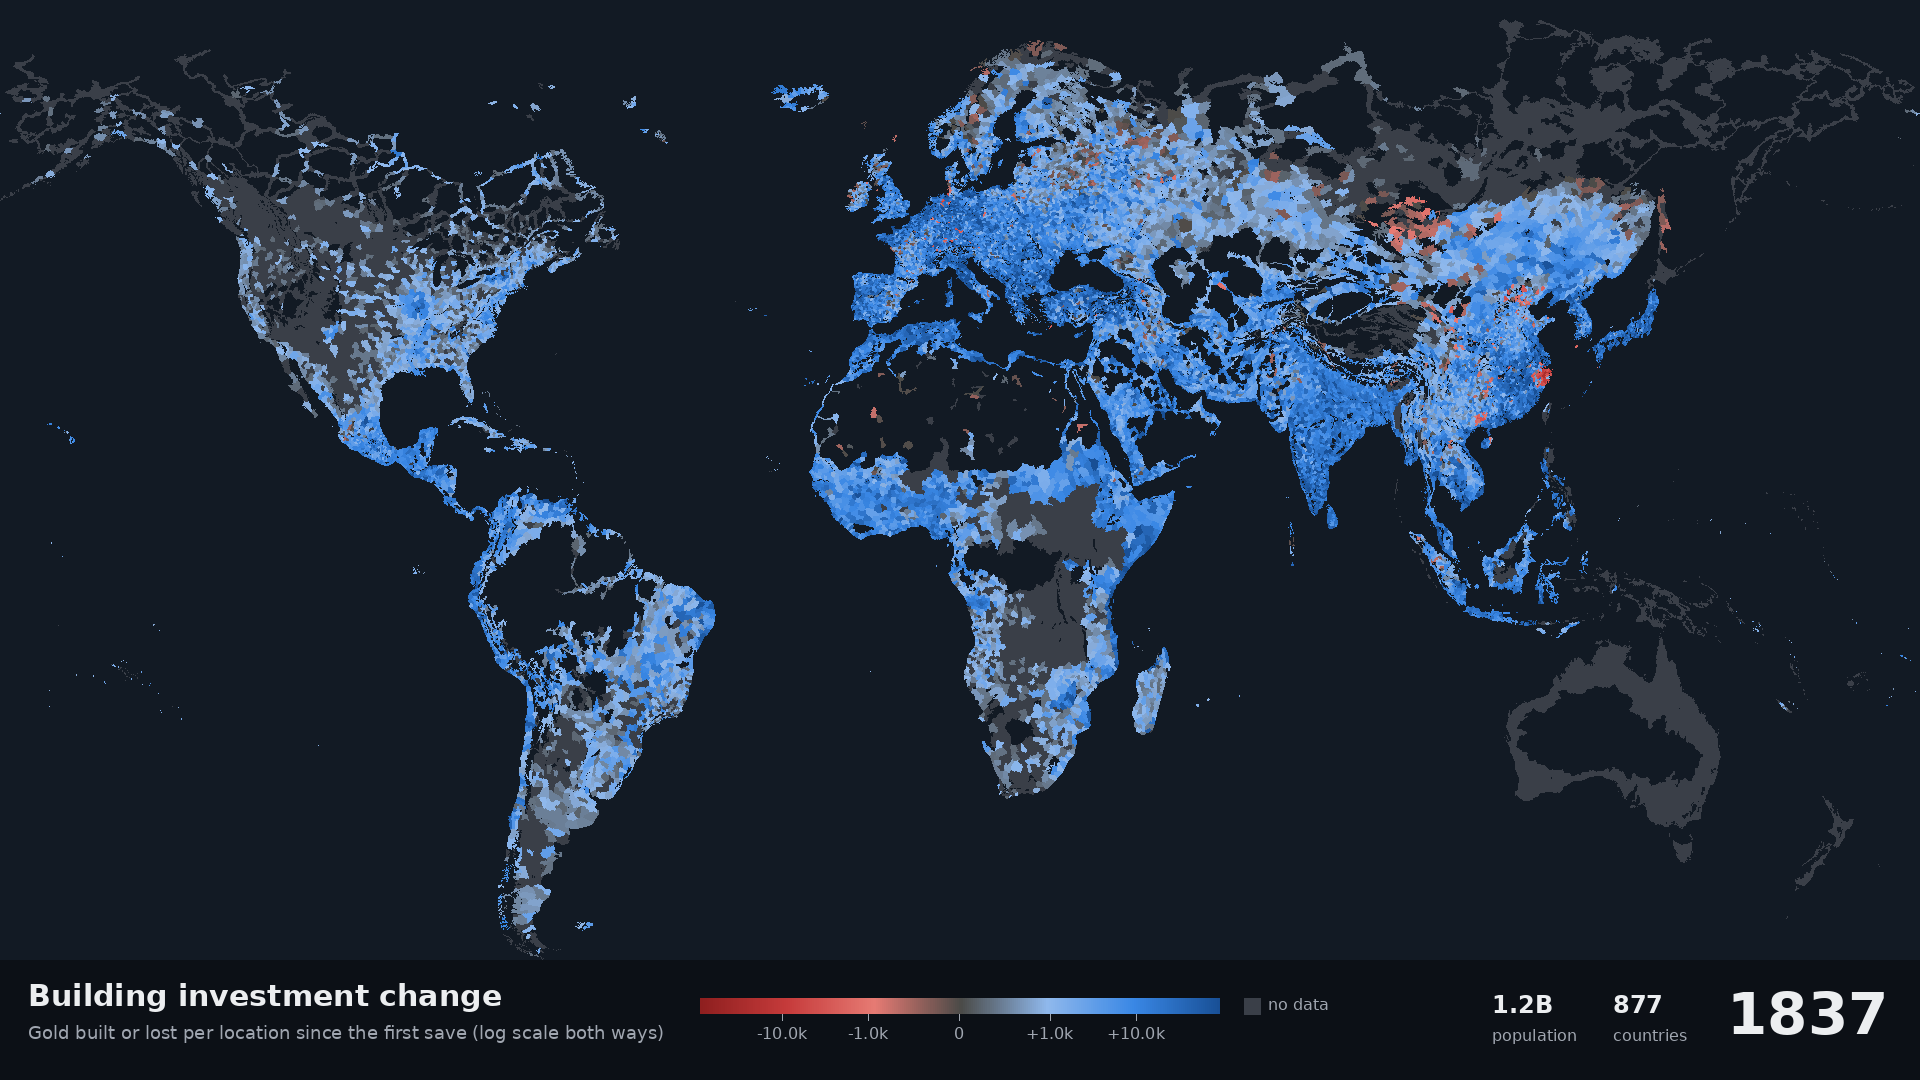 Building investment change
Gold built or lost per location since the first save (log scale both ways)
-10.0k -1.0k 0 +1.0k +10.0k
no data
1.2B population
877 countries
1837